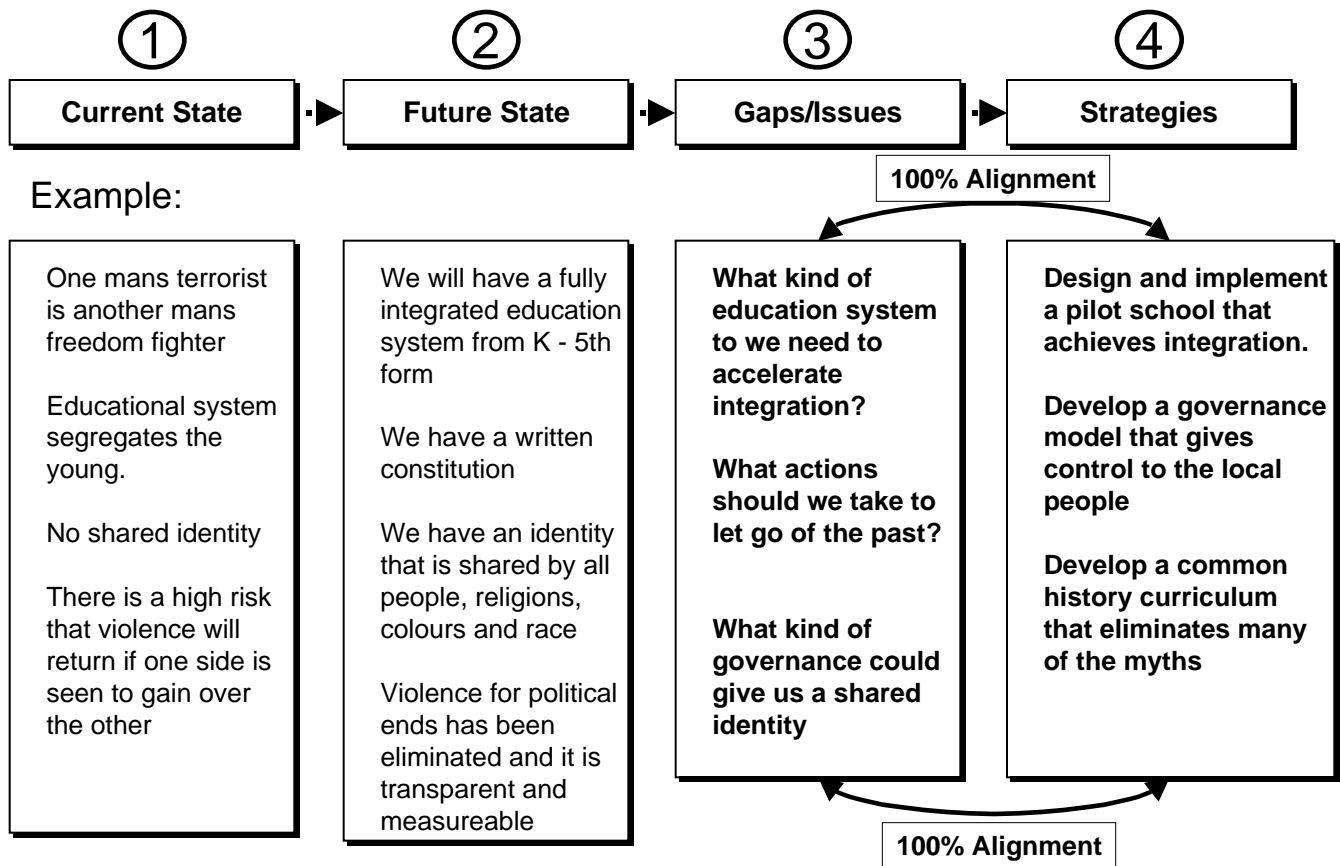 1
2
3
4
Current State
Future State
Gaps/Issues
Strategies
100% Alignment
Example:
One mans terrorist
is another mans
freedom fighter
Educational system
segregates the
young.
No shared identity
There is a high risk
that violence will
return if one side is
seen to gain over
the other
We will have a fully
integrated education
system from K - 5th
form
We have a written
constitution
We have an identity
that is shared by all
people, religions,
colours and race
Violence for political
ends has been
eliminated and it is
transparent and
measureable
What kind of
education system
to we need to
accelerate
integration?
What actions
should we take to
let go of the past?
What kind of
governance could
give us a shared
identity
Design and implement
a pilot school that
achieves integration.
Develop a governance
model that gives
control to the local
people
Develop a common
history curriculum
that eliminates many
of the myths
100% Alignment